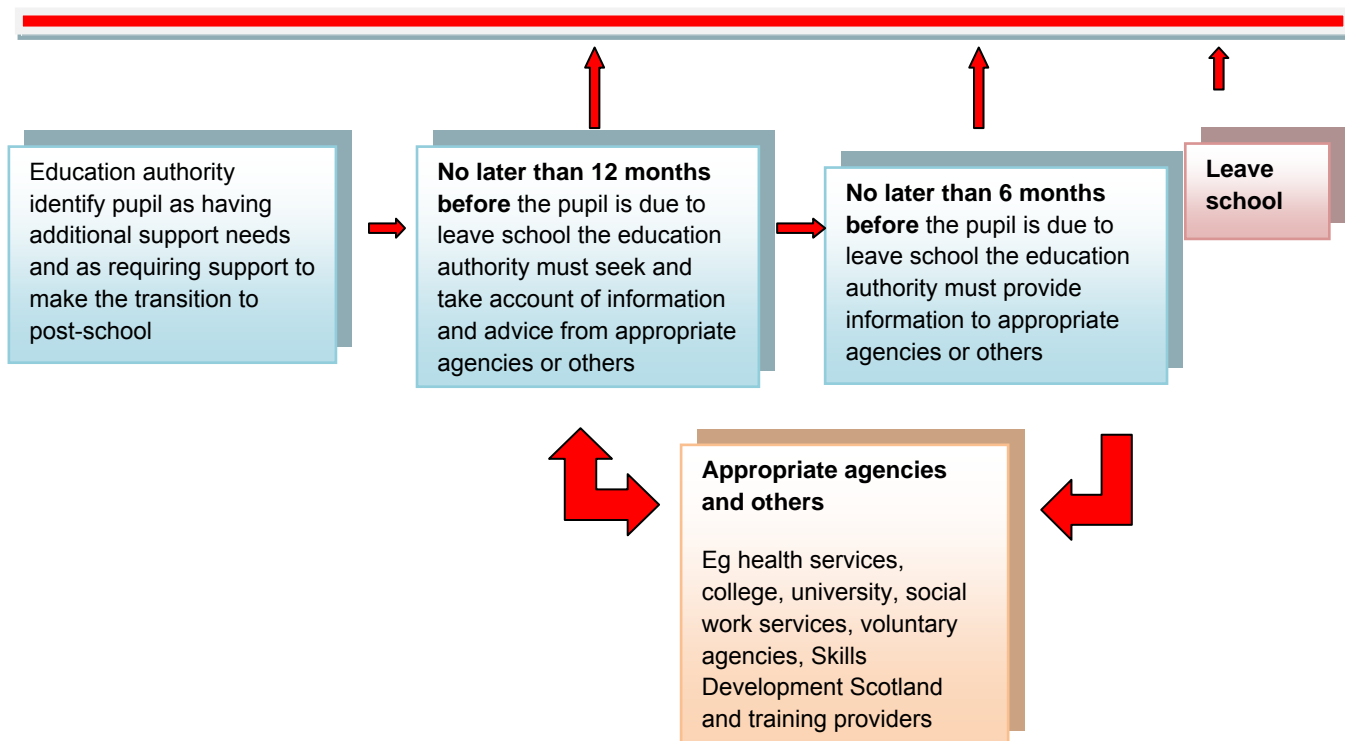 Education authority
identify pupil as having
additional support needs
and as requiring support to
make the transition to
post-school
No later than 12 months
before the pupil is due to
leave school the education
authority must seek and
take account of information
and advice from appropriate
agencies or others
No later than 6 months
before the pupil is due to
leave school the education
authority must provide
information to appropriate
agencies or others
Leave
school
Appropriate agencies
and others
Eg health services,
college, university, social
work services, voluntary
agencies, Skills
Development Scotland
and training providers